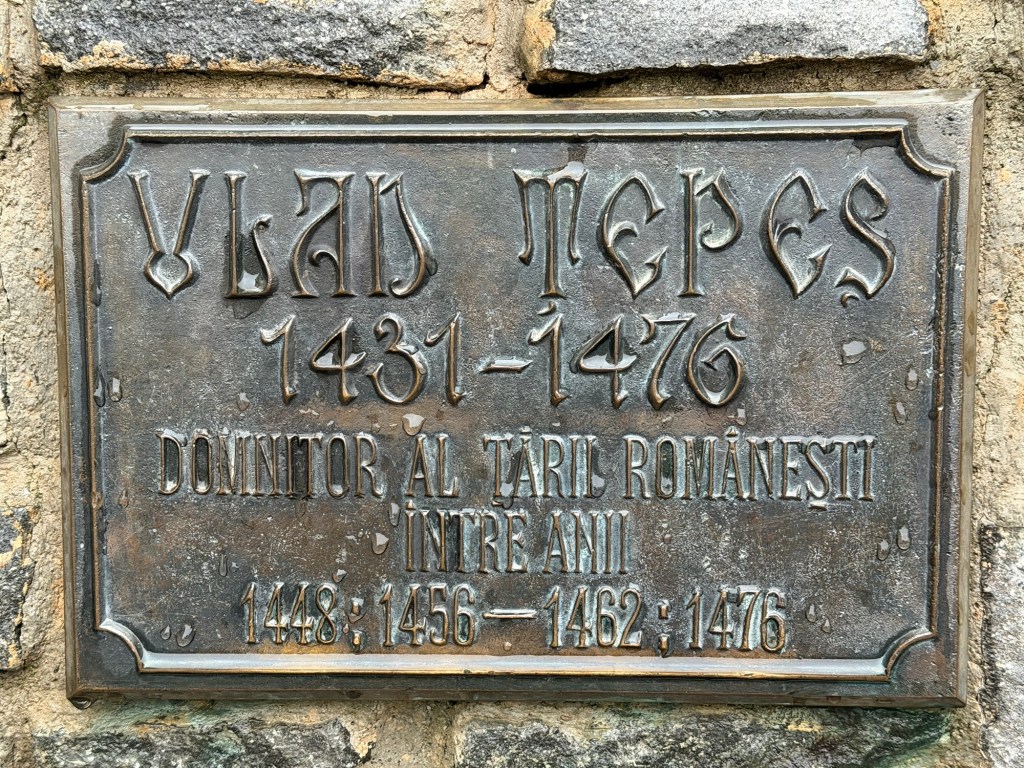 VLAD ȚEPEȘ
1431-1476
DOMNITOR AL ȚĂRII ROMÂNEȘTI
ÎNTRE ANII
1448; 1456-1462; 1476